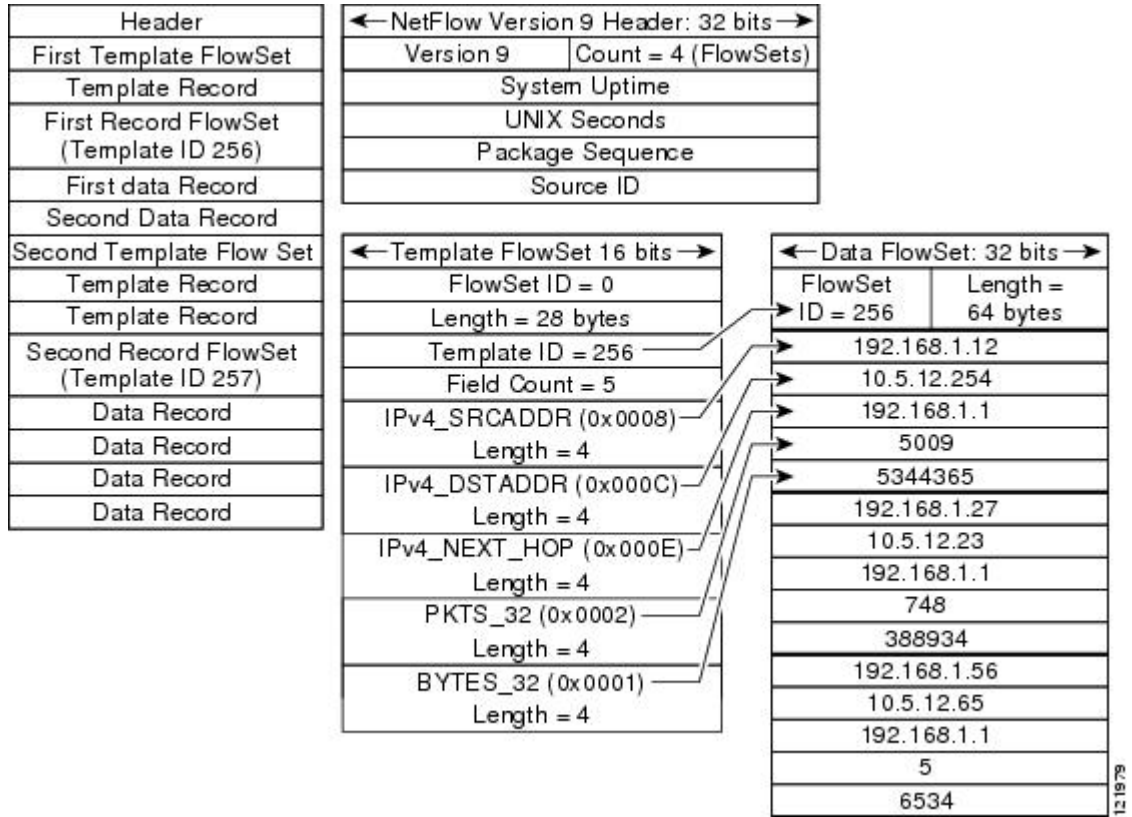 Header
First Template FlowSet
Template Record
First Record FlowSet
(Template ID 256)
First data Record
Second Data Record
Second Template Flow Set
Template Record
Template Record
Second Record FlowSet
(Template ID 257)
Data Record
Data Record
Data Record
Data Record
NetFlow Version 9 Header: 32 bits
Version 9
Count = 4 (FlowSets)
System Uptime
UNIX Seconds
Package Sequence
Source ID
Template FlowSet 16 bits
FlowSet ID = 0
Length = 28 bytes
Template ID = 256
Field Count = 5
IPv4_SRCADDR (0x0008)
Length = 4
IPv4_DSTADDR (0x000C)
Length = 4
IPv4_NEXT_HOP (0x000E)
Length = 4
PKTS_32 (0x0002)
Length = 4
BYTES_32 (0x0001)
Length = 4
Data FlowSet: 32 bits
FlowSet
ID = 256
Length =
64 bytes
192.168.1.12
10.5.12.254
192.168.1.1
5009
5344365
192.168.1.27
10.5.12.23
192.168.1.1
748
388934
192.168.1.56
10.5.12.65
192.168.1.1
5
6534
121979